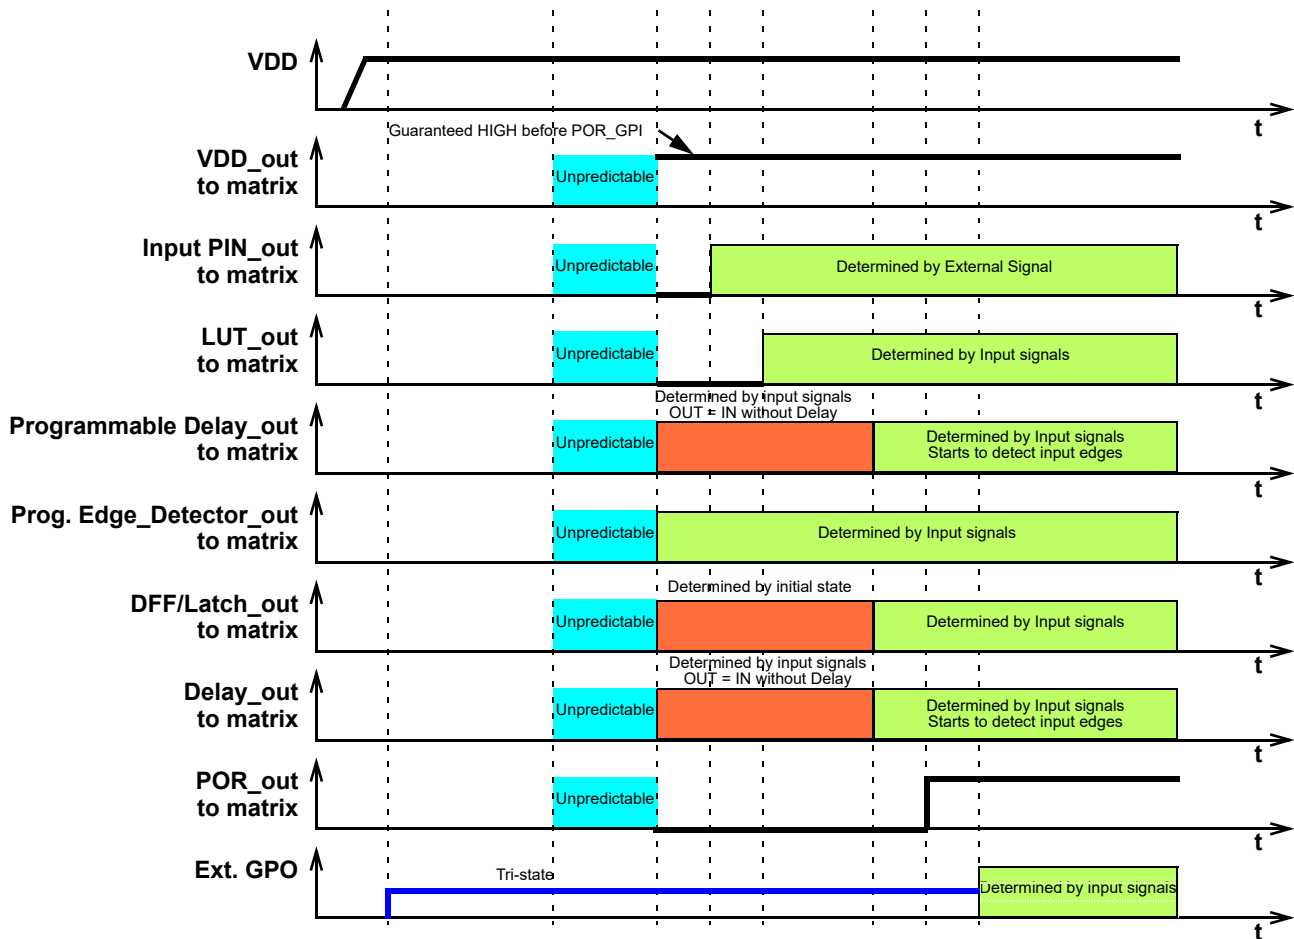 VDD
t
Guaranteed HIGH before POR_GPI
VDD_out
to matrix
Unpredictable
t
Input PIN_out
to matrix
Unpredictable
Determined by External Signal
t
LUT_out
to matrix
Unpredictable
Determined by Input signals
t
Determined by input signals
OUT = IN without Delay
Programmable Delay_out
to matrix
Unpredictable
Determined by Input signals
Starts to detect input edges
t
Prog. Edge_Detector_out
to matrix
Unpredictable
Determined by Input signals
t
Determined by initial state
DFF/Latch_out
to matrix
Unpredictable
Determined by Input signals
t
Determined by input signals
OUT = IN without Delay
Delay_out
to matrix
Unpredictable
Determined by Input signals
Starts to detect input edges
t
POR_out
to matrix
Unpredictable
t
Ext. GPO
Tri-state
Determined by input signals
t